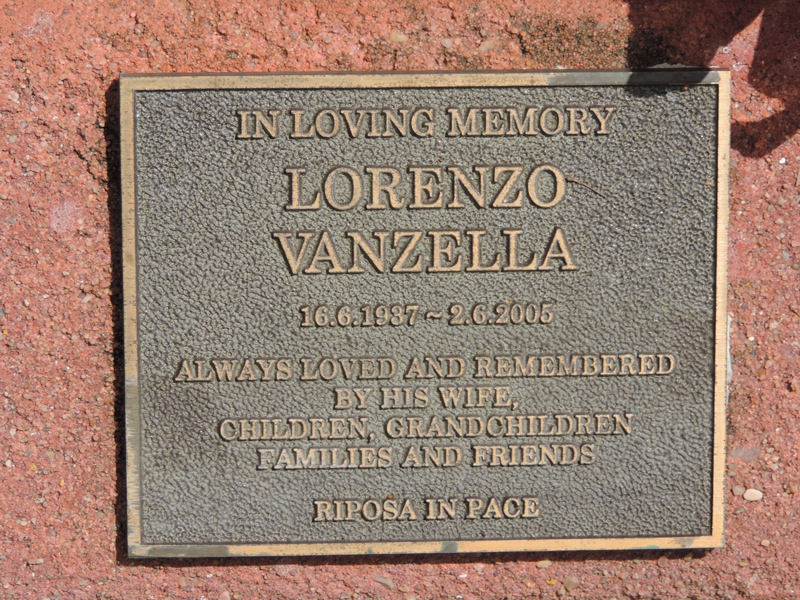 IN LOVING MEMORY
LORENZO
VANZELLA
16.6.1937 ~ 2.6.2005
ALWAYS LOVED AND REMEMBERED
BY HIS WIFE,
CHILDREN, GRANDCHILDREN
FAMILIES AND FRIENDS
RIPOSA IN PACE